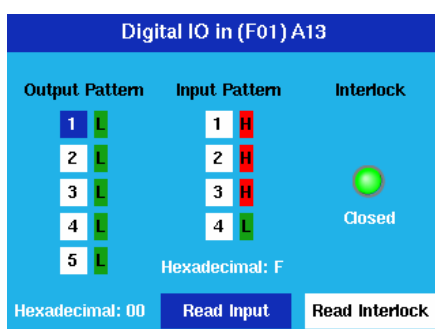 Digital IO in (F01) A13
Output Pattern Input Pattern Interlock
1 L 1 H
2 L 2 H
3 L 3 H
4 L 4 L
Closed
5 L
Hexadecimal: F
Hexadecimal: 00 Read Input Read Interlock